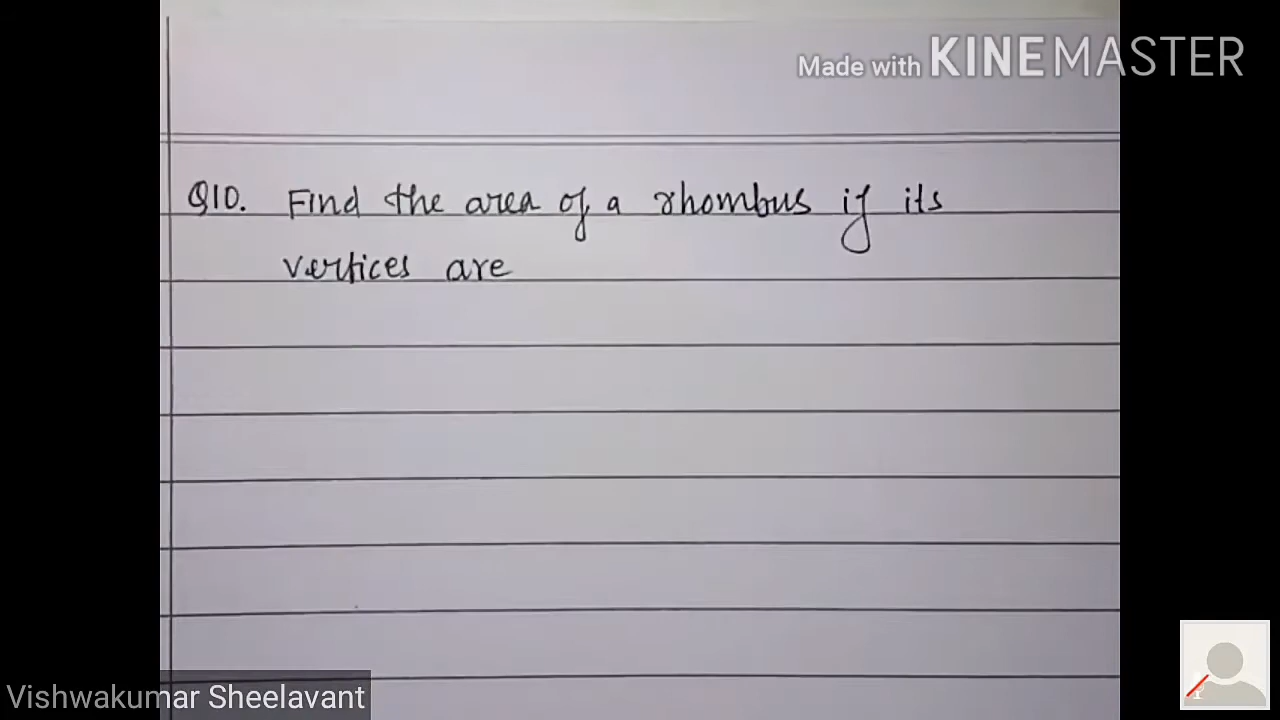 Made with KINEMASTER
Q10. Find the area of a rhombus if its
vertices are
Vishwakumar Sheelavant